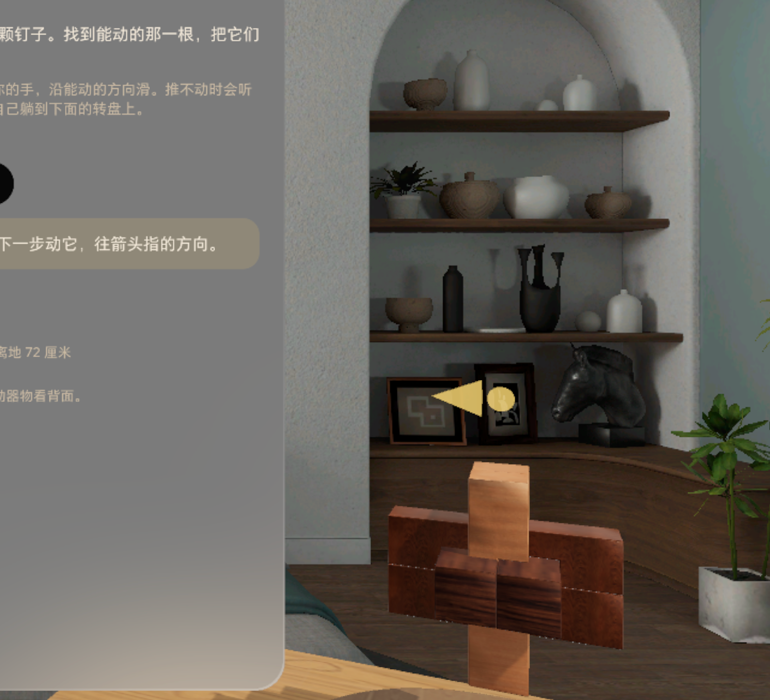 颗钉子。找到能动的那一根，把它们
你的手，沿能动的方向滑。推不动时会听
自己躺到下面的转盘上。
下一步动它，往箭头指的方向。
离地 72 厘米
动器物看背面。